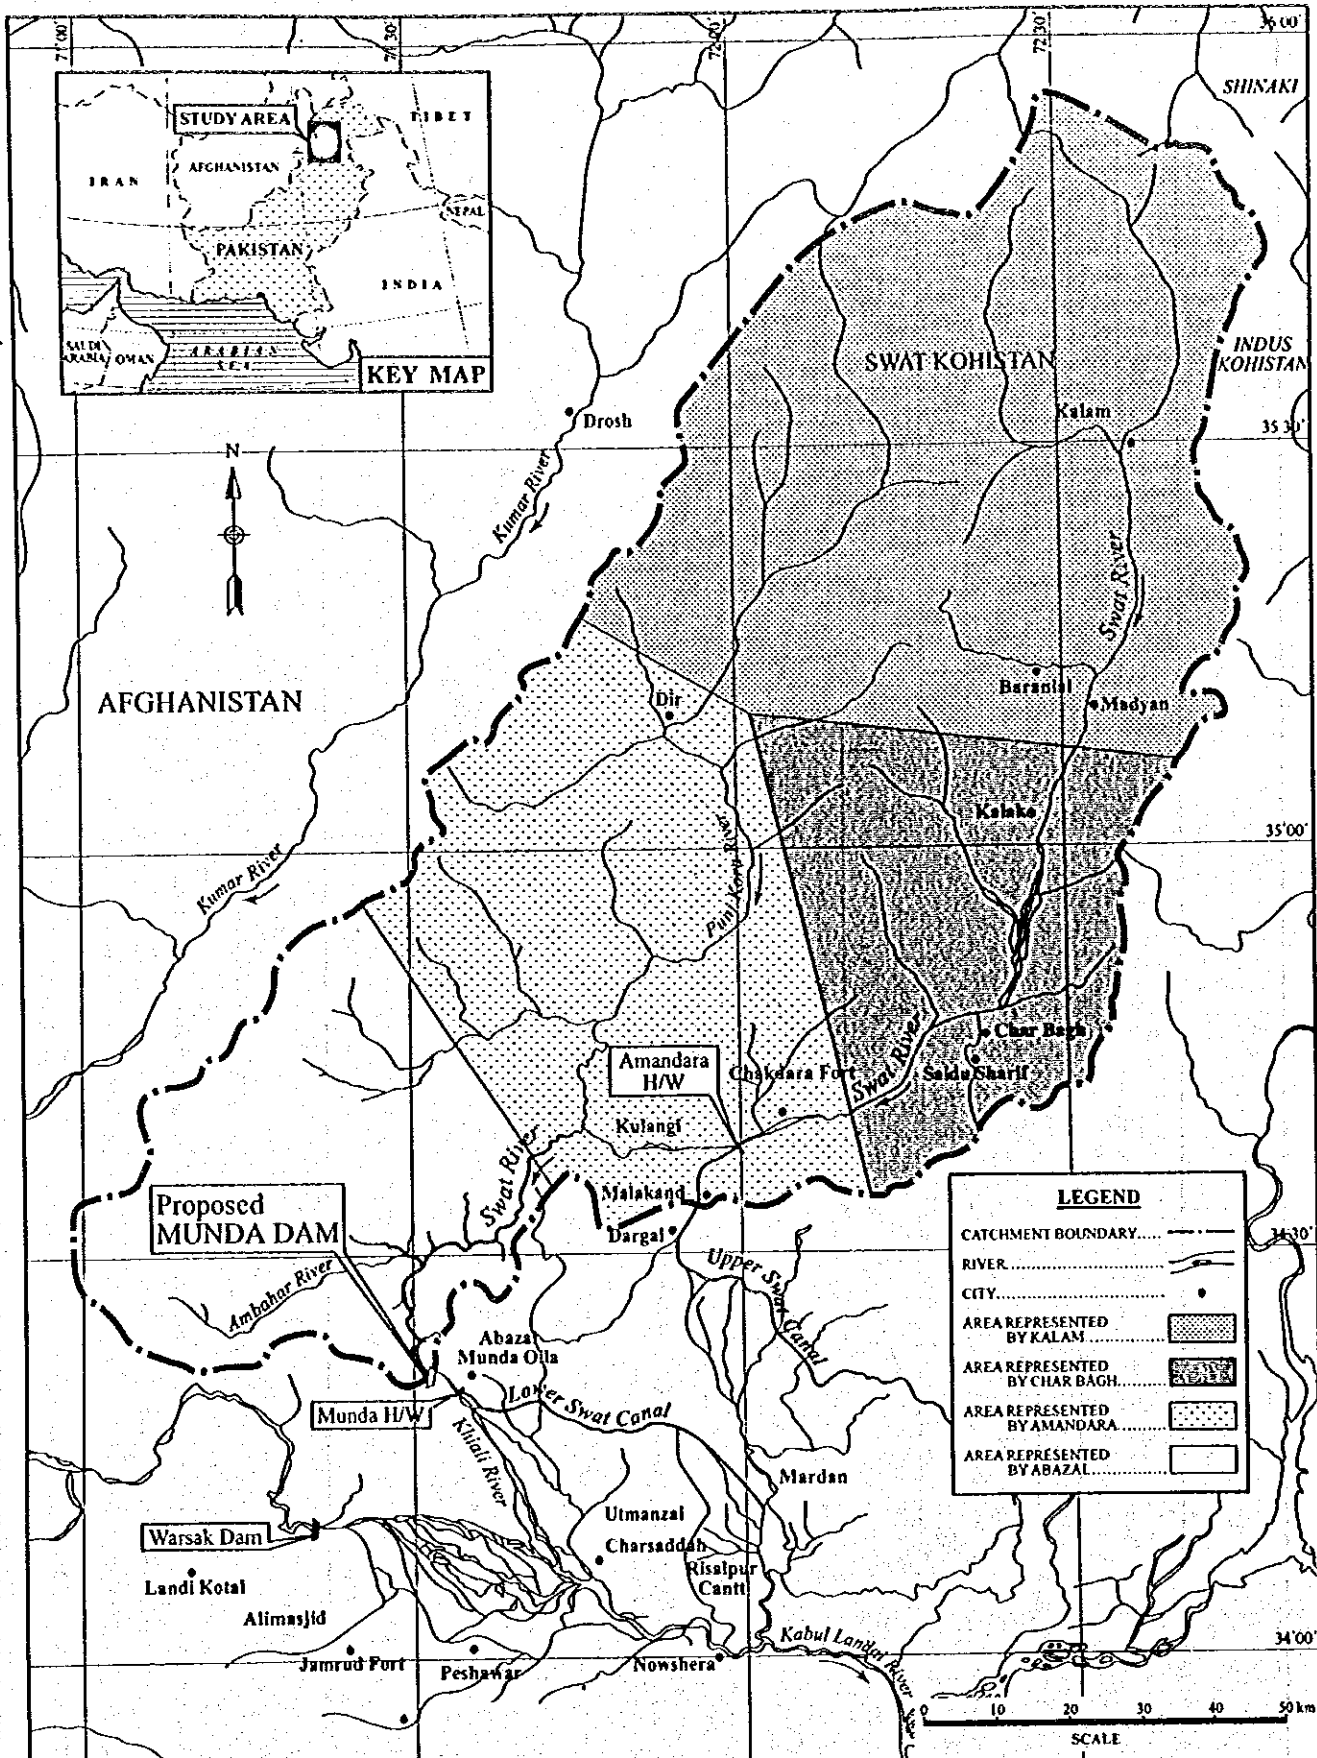 71°00'
71°30'
72°00'
72°30'
36°00'
SHINAKI
STUDY AREA
TIBET
AFGHANISTAN
IRAN
NEPAL
PAKISTAN
INDIA
SAUDI
ARABIA
OMAN
ARABIAN
SEA
KEY MAP
SWAT KOHISTAN
INDUS
KOHISTAN
Drosh
Kalam
35°30'
N
Kumar River
Swat River
AFGHANISTAN
Dir
Baranial
Madyan
Kalako
35°00'
Kumar River
Punj Kora River
Char Bagh
Amandara
H/W
Chakdara Fort
Swat River
Saidu Sharif
Kulangi
Swat River
Proposed
MUNDA DAM
Malakand
Dargal
LEGEND
CATCHMENT BOUNDARY.....
RIVER
CITY
AREA REPRESENTED
BY KALAM
AREA REPRESENTED
BY CHAR BAGH
AREA REPRESENTED
BY AMANDARA
AREA REPRESENTED
BY ABAZAL
34°30'
Upper Swat Canal
Ambahar River
Abazal
Munda Qila
Munda H/W
Lower Swat Canal
Khiali River
Mardan
Utmanzal
Charsaddah
Warsak Dam
Risalpur
Cantt
Landi Kotal
Alimasjid
Jamrud Fort
Peshawar
Nowshera
Kabul Landai River
34°00'
0 10 20 30 40 50 km
SCALE